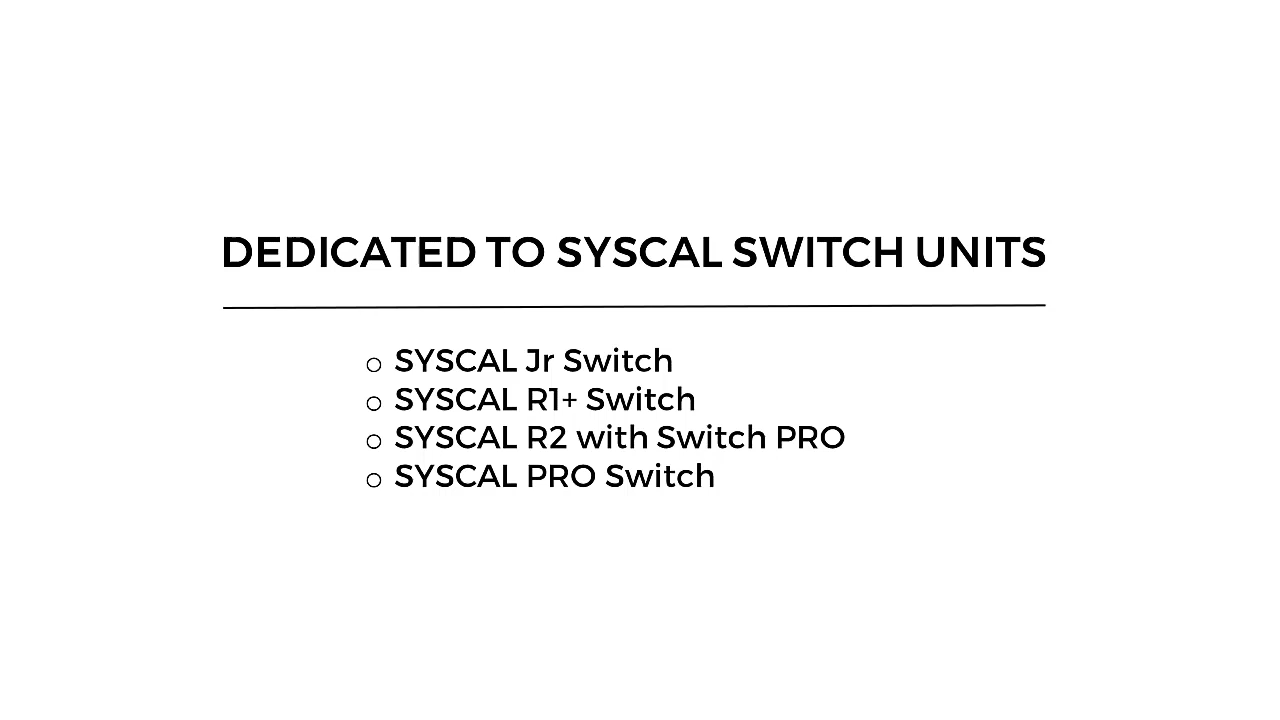 DEDICATED TO SYSCAL SWITCH UNITS
○ SYSCAL Jr Switch
○ SYSCAL R1+ Switch
○ SYSCAL R2 with Switch PRO
○ SYSCAL PRO Switch